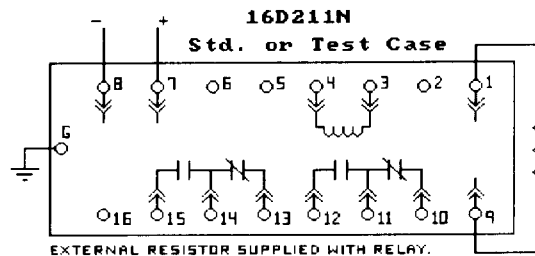 16D211N
Std. or Test Case
- +
8 7 6 5 4 3 2 1
G
16 15 14 13 12 11 10 9
EXTERNAL RESISTOR SUPPLIED WITH RELAY.